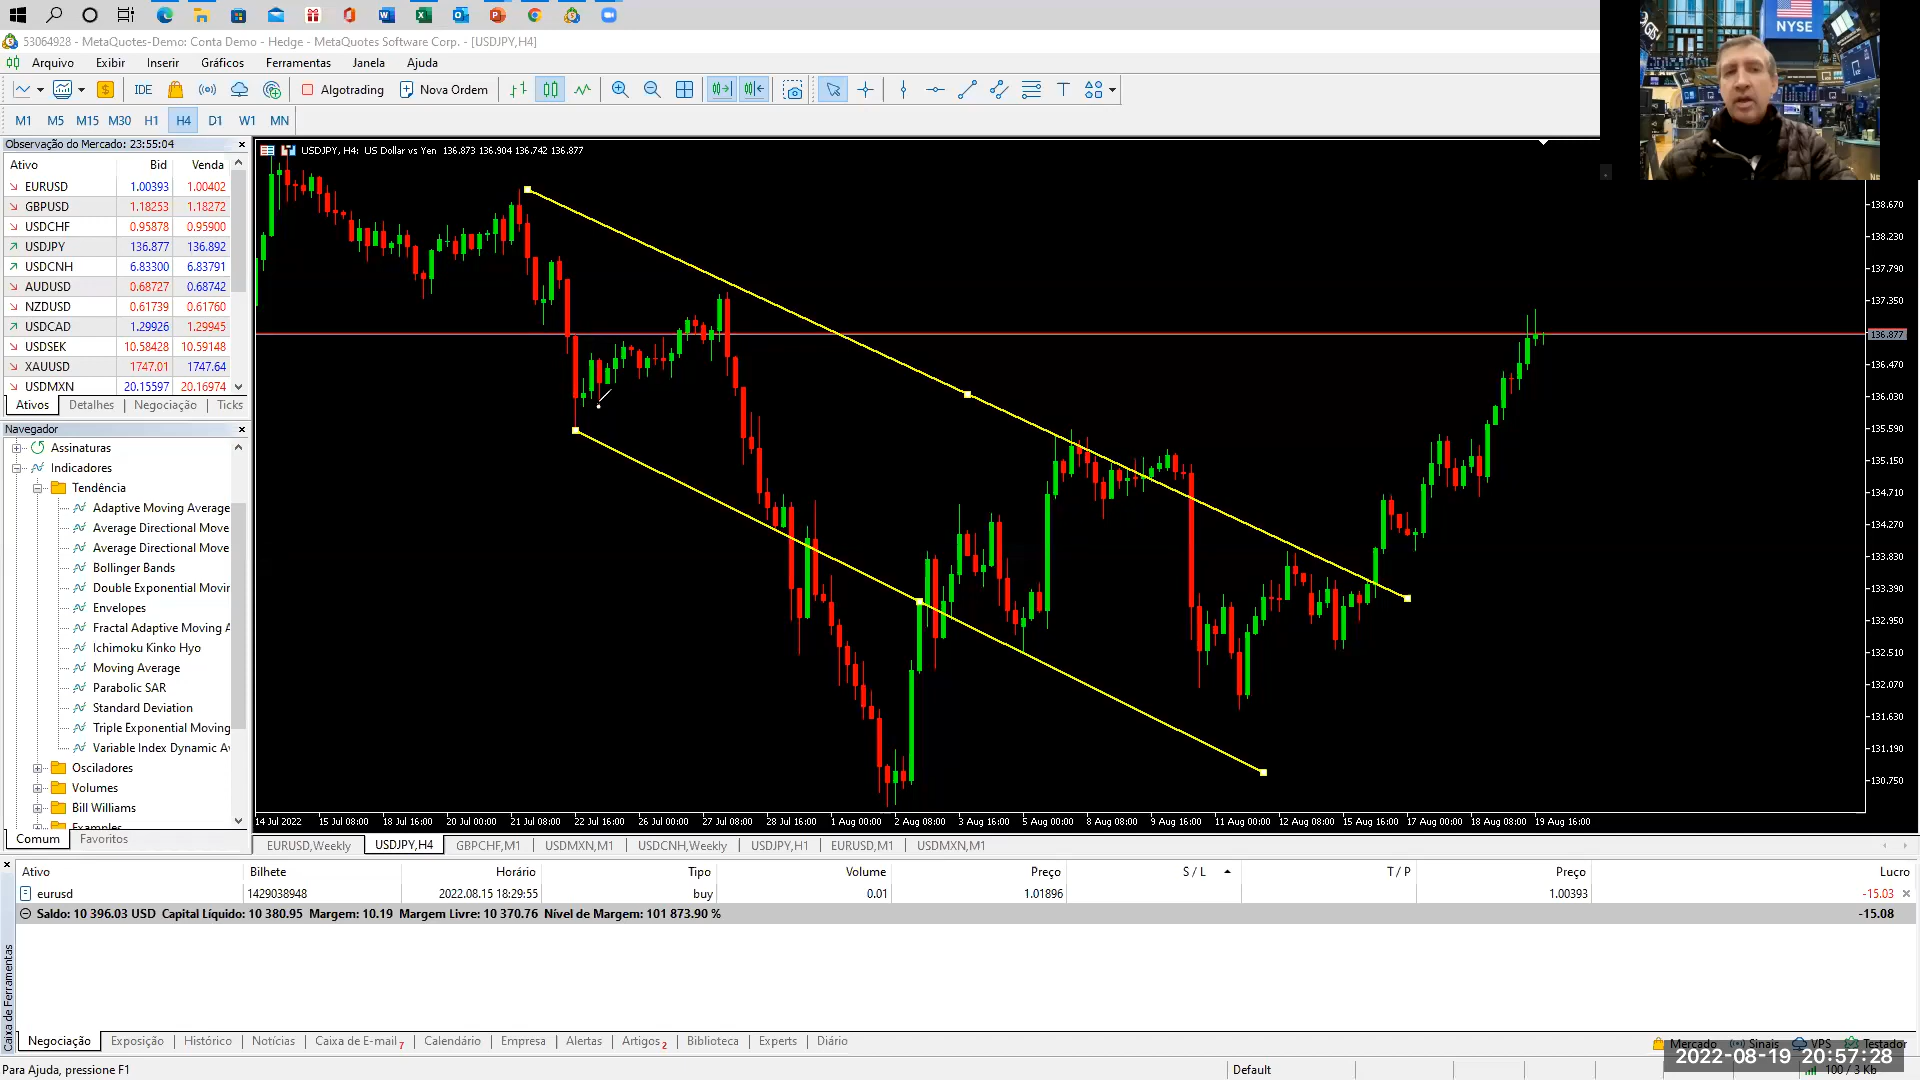 NYSE
53064928 - MetaQuotes-Demo: Conta Demo - Hedge - MetaQuotes Software Corp. - [USDJPY,H4]
Arquivo Exibir Inserir Gráficos Ferramentas Janela Ajuda
IDE Algotrading Nova Ordem
M1 M5 M15 M30 H1 H4 D1 W1 MN
Observação do Mercado: 23:55:04
Ativo Bid Venda
EURUSD 1.00393 1.00402
GBPUSD 1.18253 1.18272
USDCHF 0.95878 0.95900
USDJPY 136.877 136.892
USDCNH 6.83300 6.83791
AUDUSD 0.68727 0.68742
NZDUSD 0.61739 0.61760
USDCAD 1.29926 1.29945
USDSEK 10.58428 10.59148
XAUUSD 1747.01 1747.64
USDMXN 20.15597 20.16974
Ativos Detalhes Negociação Ticks
Navegador
Assinaturas
Indicadores
Tendência
Adaptive Moving Average
Average Directional Move
Average Directional Move
Bollinger Bands
Double Exponential Movir
Envelopes
Fractal Adaptive Moving A
Ichimoku Kinko Hyo
Moving Average
Parabolic SAR
Standard Deviation
Triple Exponential Moving
Variable Index Dynamic Av
Osciladores
Volumes
Bill Williams
Examples
Comum Favoritos
USDJPY, H4: US Dollar vs Yen 136.873 136.904 136.742 136.877
138.670
138.230
137.790
137.350
136.877
136.470
136.030
135.590
135.150
134.710
134.270
133.830
133.390
132.950
132.510
132.070
131.630
131.190
130.750
14 Jul 2022 15 Jul 08:00 18 Jul 16:00 20 Jul 00:00 21 Jul 08:00 22 Jul 16:00 26 Jul 00:00 27 Jul 08:00 28 Jul 16:00 1 Aug 00:00 2 Aug 08:00 3 Aug 16:00 5 Aug 00:00 8 Aug 08:00 9 Aug 16:00 11 Aug 00:00 12 Aug 08:00 15 Aug 16:00 17 Aug 00:00 18 Aug 08:00 19 Aug 16:00
EURUSD,Weekly USDJPY,H4 GBPCHF,M1 USDMXN,M1 USDCNH,Weekly USDJPY,H1 EURUSD,M1 USDMXN,M1
Ativo Bilhete Horário Tipo Volume Preço S / L T / P Preço Lucro
eurusd 1429038948 2022.08.15 18:29:55 buy 0.01 1.01896 1.00393 -15.03
Saldo: 10 396.03 USD Capital Líquido: 10 380.95 Margem: 10.19 Margem Livre: 10 370.76 Nível de Margem: 101 873.90 % -15.08
Caixa de Ferramentas
Negociação Exposição Histórico Notícias Caixa de E-mail 7 Calendário Empresa Alertas Artigos 2 Biblioteca Experts Diário
Mercado Sinais VPS Testador
2022-08-19 20:57:28
Para Ajuda, pressione F1 Default 100 / 3 Kb